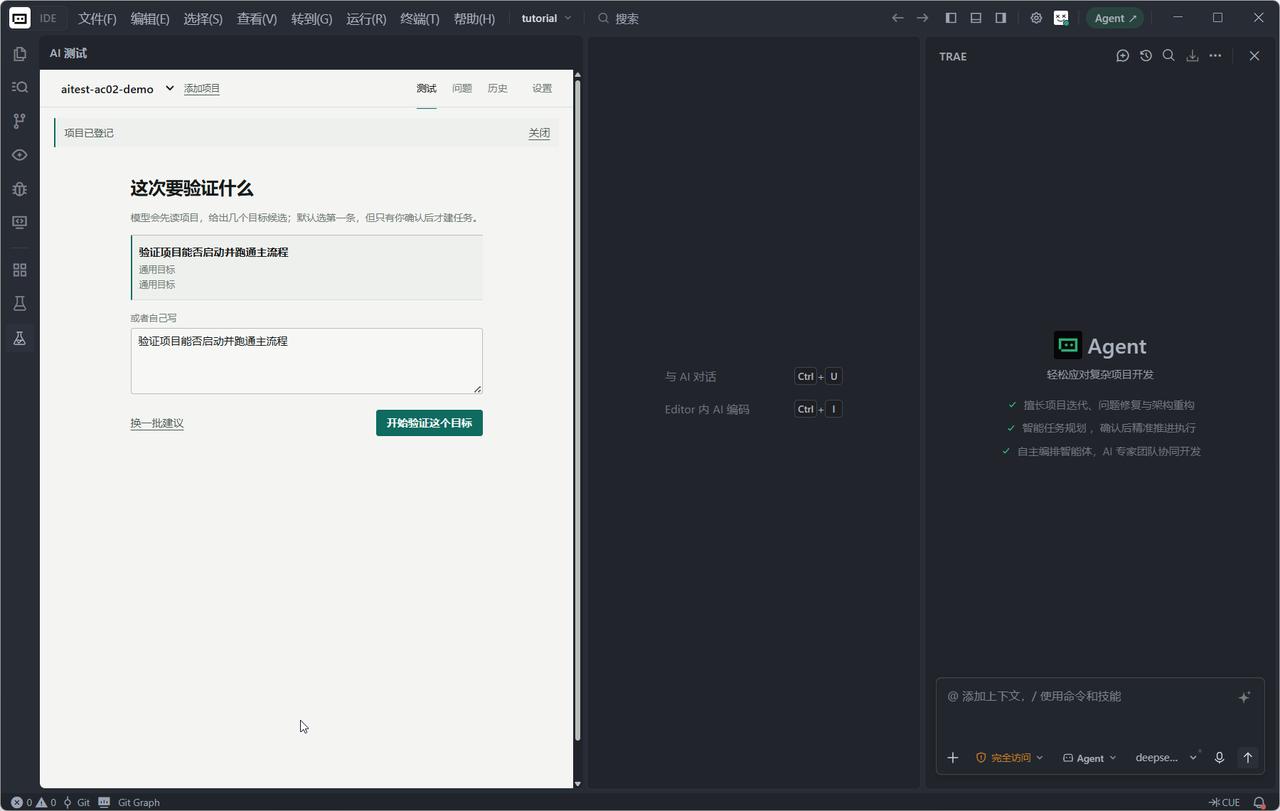 IDE 文件(F) 编辑(E) 选择(S) 查看(V) 转到(G) 运行(R) 终端(T) 帮助(H) tutorial 搜索 Agent
AI 测试
aitest-ac02-demo 添加项目 测试 问题 历史 设置
项目已登记 关闭
这次要验证什么
模型会先读项目，给出几个目标候选；默认选第一条，但只有你确认后才建任务。
验证项目能否启动并跑通主流程
通用目标
通用目标
或者自己写
验证项目能否启动并跑通主流程
换一批建议 开始验证这个目标
与 AI 对话 Ctrl + U
Editor 内 AI 编码 Ctrl + I
TRAE
Agent
轻松应对复杂项目开发
擅长项目迭代、问题修复与架构重构
智能任务规划，确认后精准推进执行
自主编排智能体，AI 专家团队协同开发
@ 添加上下文，/ 使用命令和技能
完全访问 Agent deepse...
0 0 Git Git Graph CUE